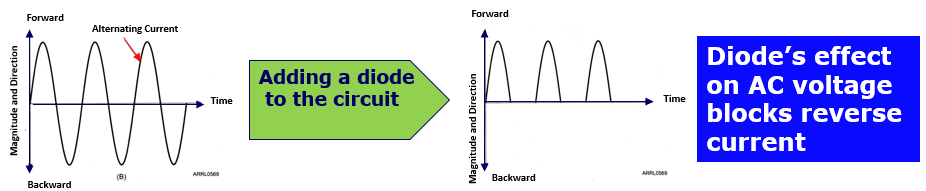 Forward
Alternating Current
Magnitude and Direction
Time
Backward
(B)
ARRL0569
Adding a diode
to the circuit
Forward
Magnitude and Direction
Time
Backward
ARRL0569
Diode’s effect
on AC voltage
blocks reverse
current